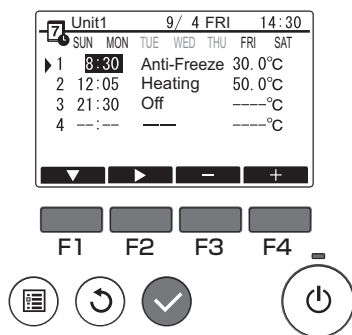 7 Unit1 9/ 4 FRI 14:30
SUN MON TUE WED THU FRI SAT
1 8:30 Anti-Freeze 30. 0°C
2 12:05 Heating 50. 0°C
3 21:30 Off ----°C
4 --:-- —— ----°C
▼ ▶ − +
F1 F2 F3 F4